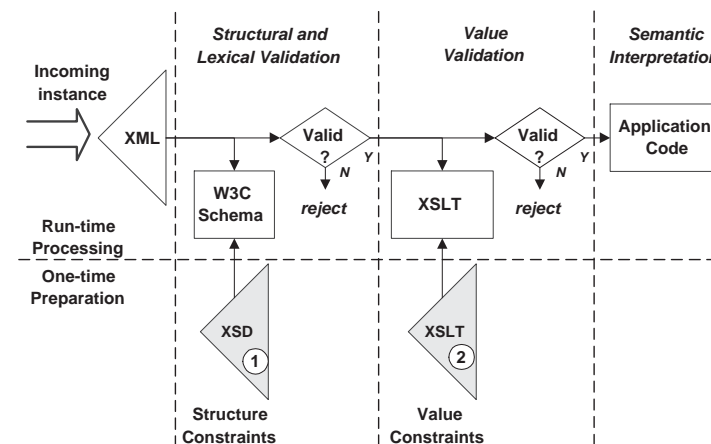 Structural and
Lexical Validation
Value
Validation
Semantic
Interpretation
Incoming
instance
XML
Valid
?
Y
N
reject
W3C
Schema
Valid
?
Y
N
reject
XSLT
Application
Code
Run-time
Processing
One-time
Preparation
XSD
1
XSLT
2
Structure
Constraints
Value
Constraints